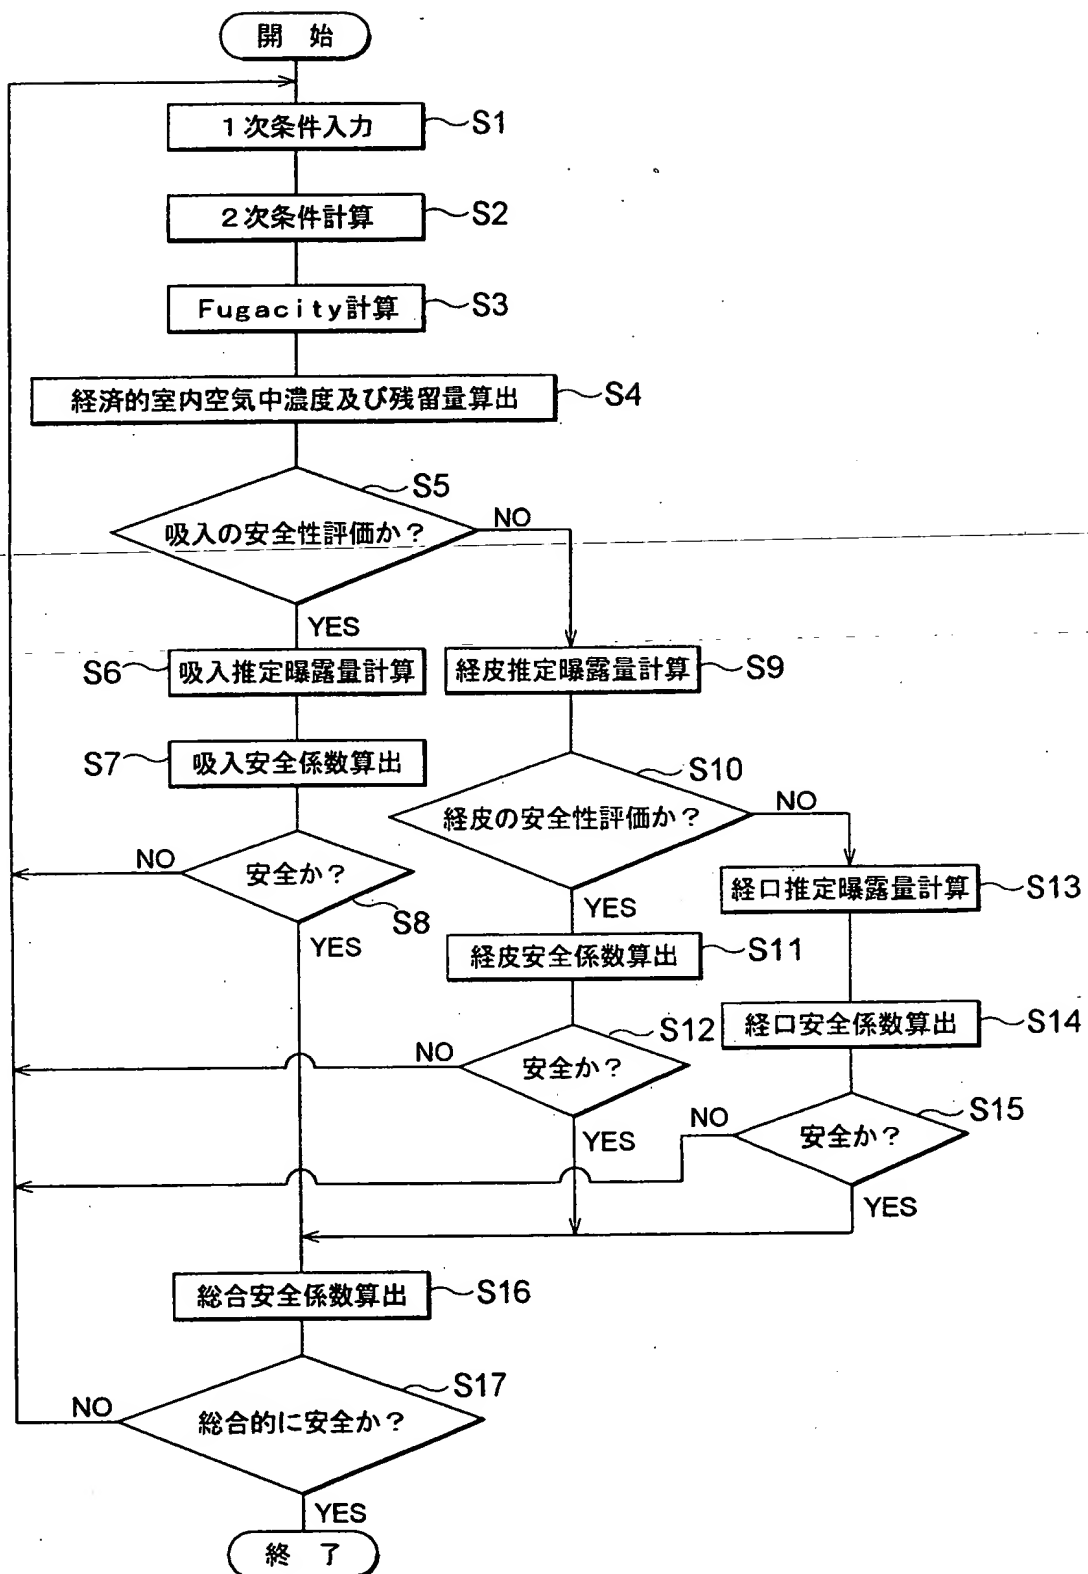 開 始
1次条件入力
S1
2次条件計算
S2
Fugacity計算
S3
経済的室内空気中濃度及び残留量算出
S4
S5
吸入の安全性評価か?
NO
YES
S6
吸入推定曝露量計算
経皮推定曝露量計算
S9
S7
吸入安全係数算出
S10
経皮の安全性評価か?
NO
NO
安全か?
S8
YES
YES
経口推定曝露量計算
S13
経皮安全係数算出
S11
経口安全係数算出
S14
NO
安全か?
S12
YES
NO
安全か?
S15
YES
総合安全係数算出
S16
NO
総合的に安全か?
S17
YES
終 了